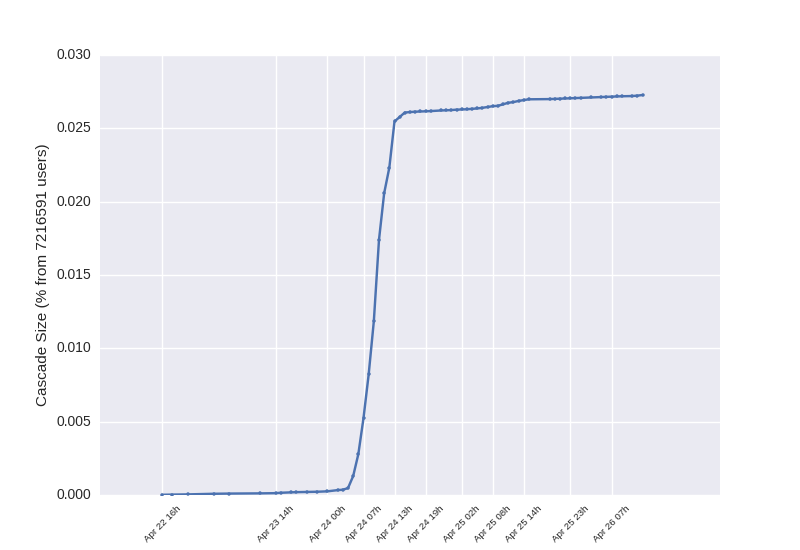 0.030
0.025
0.020
0.015
0.010
0.005
0.000
Cascade Size (% from 7216591 users)
Apr 22 16h
Apr 23 14h
Apr 24 00h
Apr 24 07h
Apr 24 13h
Apr 24 19h
Apr 25 02h
Apr 25 08h
Apr 25 14h
Apr 25 23h
Apr 26 07h